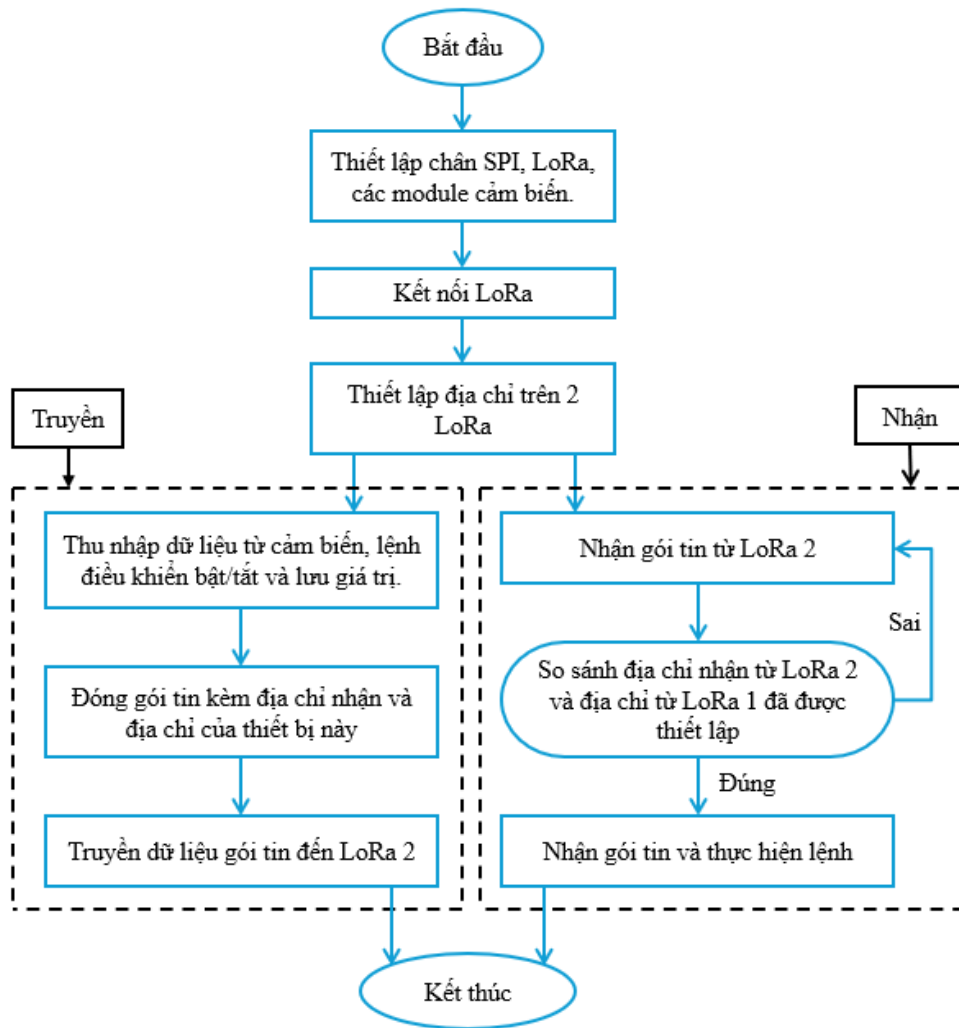 Bắt đầu
Thiết lập chân SPI, LoRa,
các module cảm biến.
Kết nối LoRa
Thiết lập địa chỉ trên 2
LoRa
Truyền
Nhận
Thu nhập dữ liệu từ cảm biến, lệnh
điều khiển bật/tắt và lưu giá trị.
Đóng gói tin kèm địa chỉ nhận và
địa chỉ của thiết bị này
Truyền dữ liệu gói tin đến LoRa 2
Nhận gói tin từ LoRa 2
Sai
So sánh địa chỉ nhận từ LoRa 2
và địa chỉ từ LoRa 1 đã được
thiết lập
Đúng
Nhận gói tin và thực hiện lệnh
Kết thúc